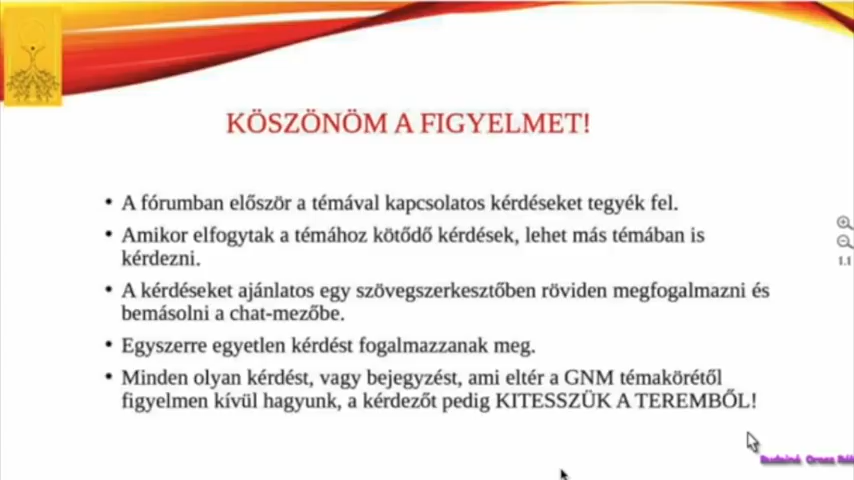 KÖSZÖNÖM A FIGYELMET!
• A fórumban először a témával kapcsolatos kérdéseket tegyék fel.
• Amikor elfogytak a témához kötődő kérdések, lehet más témában is
kérdezni.
• A kérdéseket ajánlatos egy szövegszerkesztőben röviden megfogalmazni és
bemásolni a chat-mezőbe.
• Egyszerre egyetlen kérdést fogalmazzanak meg.
• Minden olyan kérdést, vagy bejegyzést, ami eltér a GNM témakörétől
figyelmen kívül hagyunk, a kérdezőt pedig KITESSZÜK A TEREMBŐL!
1.1